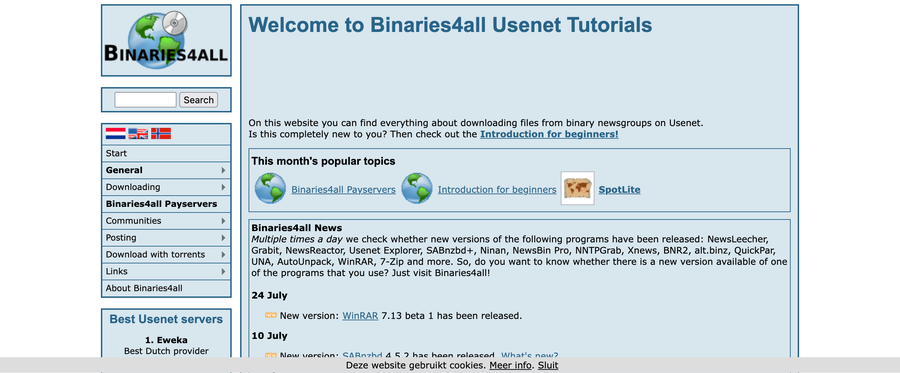 BINARIES4ALL
Search
Start
General
Downloading
Binaries4all Payservers
Communities
Posting
Download with torrents
Links
About Binaries4all
Best Usenet servers
1. Eweka
Best Dutch provider
Welcome to Binaries4all Usenet Tutorials
On this website you can find everything about downloading files from binary newsgroups on Usenet.
Is this completely new to you? Then check out the Introduction for beginners!
This month's popular topics
Binaries4all Payservers Introduction for beginners SpotLite
Binaries4all News
Multiple times a day we check whether new versions of the following programs have been released: NewsLeecher,
Grabit, NewsReactor, Usenet Explorer, SABnzbd+, Ninan, NewsBin Pro, NNTPGrab, Xnews, BNR2, alt.binz, QuickPar,
UNA, AutoUnpack, WinRAR, 7-Zip and more. So, do you want to know whether there is a new version available of one
of the programs that you use? Just visit Binaries4all!
24 July
New version: WinRAR 7.13 beta 1 has been released.
10 July
New version: SABnzbd 4.5.2 has been released. What's new?
Deze website gebruikt cookies. Meer info. Sluit